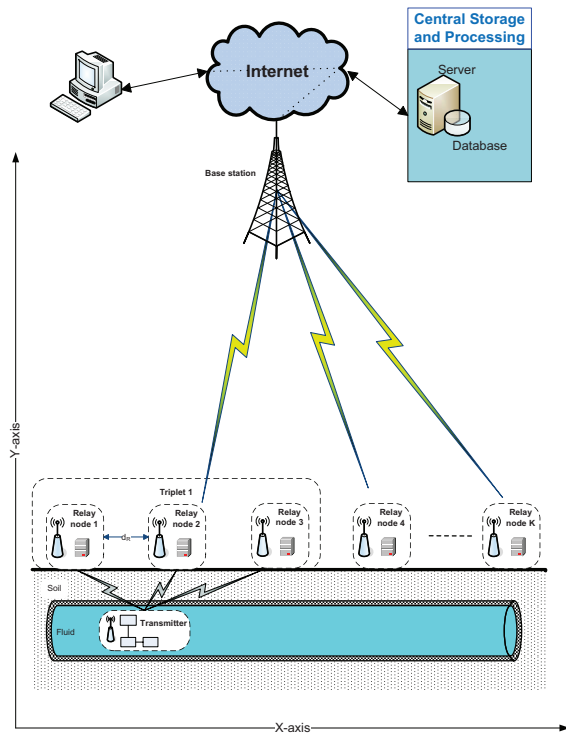 Central Storage
and Processing
Internet
Server
Database
Base station
Y-axis
Triplet 1
Relay
node 1
dR
Relay
node 2
Relay
node 3
Relay
node 4
Relay
node K
Soil
Transmitter
Fluid
X-axis